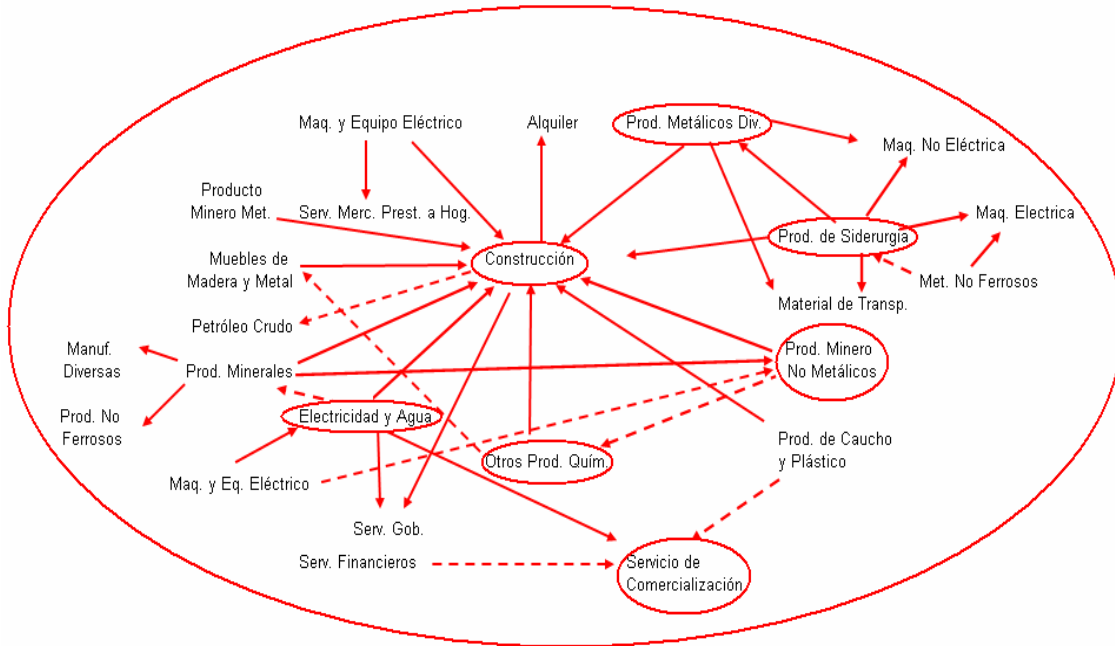 Maq. y Equipo Eléctrico
Alquiler
Prod. Metálicos Div.
Maq. No Eléctrica
Producto
Minero Met.
Serv. Merc. Prest. a Hog.
Maq. Electrica
Prod. de Siderurgia
Construcción
Muebles de
Madera y Metal
Met. No Ferrosos
Material de Transp.
Petróleo Crudo
Manuf.
Diversas
Prod. Minerales
Prod. Minero
No Metálicos
Prod. No
Ferrosos
Electricidad y Agua
Prod. de Caucho
y Plástico
Otros Prod. Quím.
Maq. y Eq. Eléctrico
Serv. Gob.
Serv. Financieros
Servicio de
Comercialización